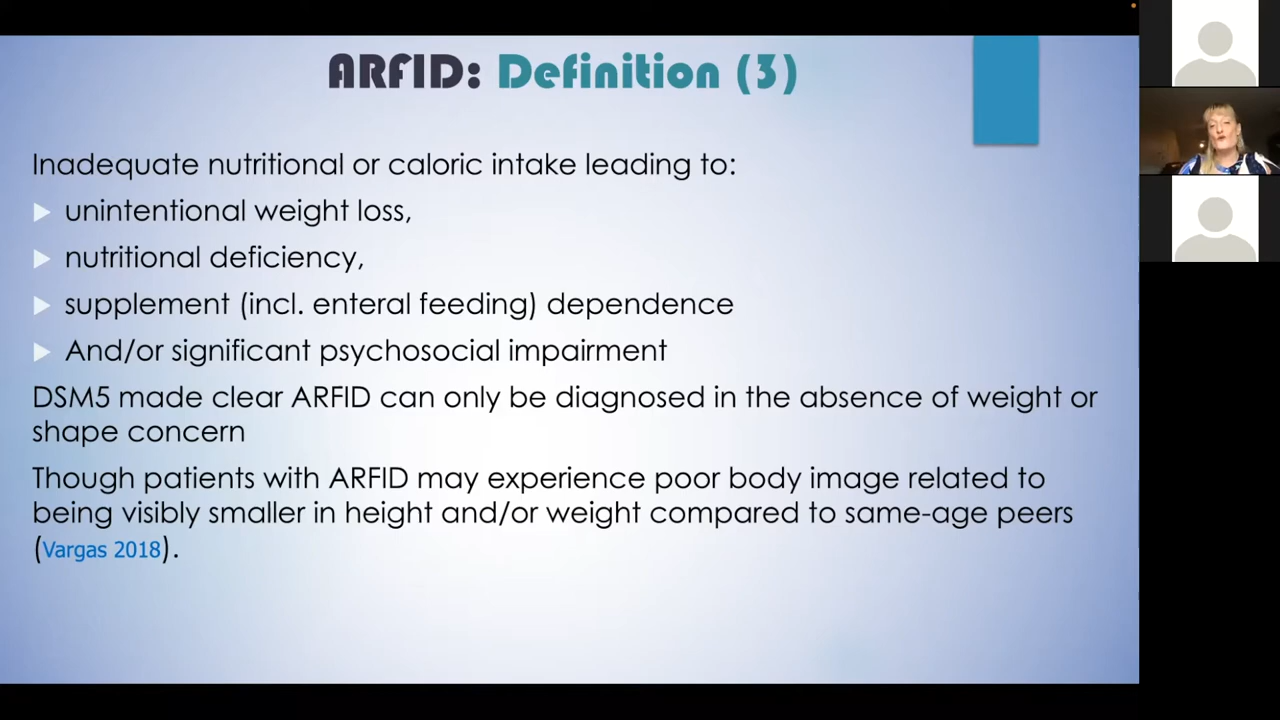 ARFID: Definition (3)
Inadequate nutritional or caloric intake leading to:
unintentional weight loss,
nutritional deficiency,
supplement (incl. enteral feeding) dependence
And/or significant psychosocial impairment
DSM5 made clear ARFID can only be diagnosed in the absence of weight or
shape concern
Though patients with ARFID may experience poor body image related to
being visibly smaller in height and/or weight compared to same-age peers
(Vargas 2018).